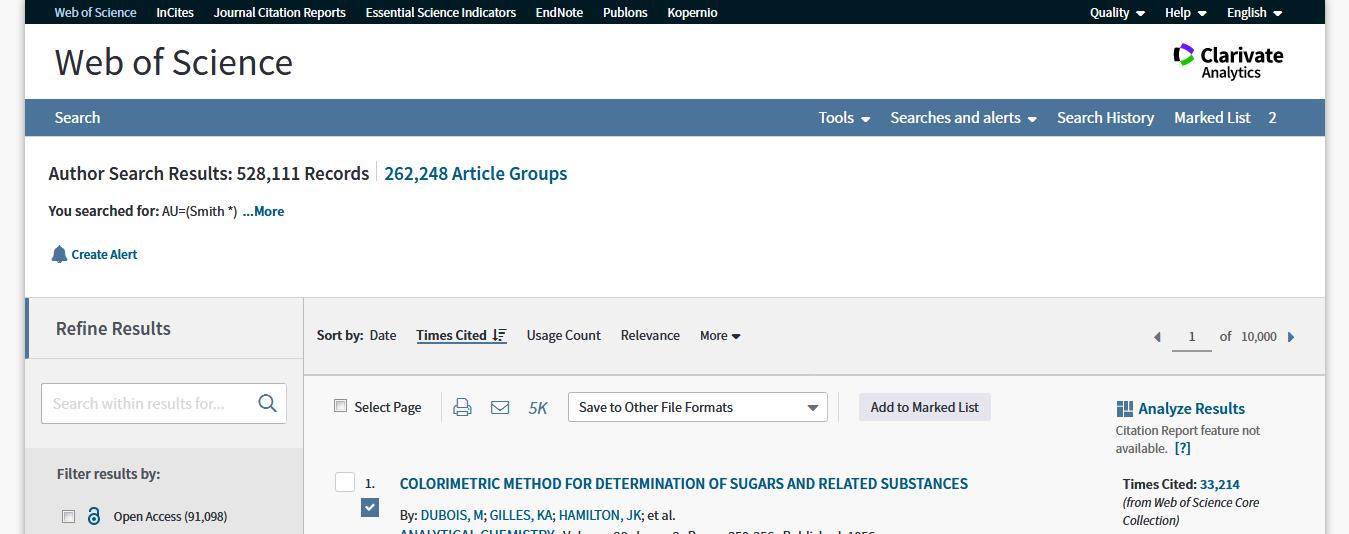 Web of Science InCites Journal Citation Reports Essential Science Indicators EndNote Publons Kopernio Quality Help English
Web of Science
Clarivate
Analytics
Search Tools Searches and alerts Search History Marked List 2
Author Search Results: 528,111 Records 262,248 Article Groups
You searched for: AU=(Smith *) ...More
Create Alert
Refine Results
Sort by: Date Times Cited Usage Count Relevance More 1 of 10,000
Search within results for...
Select Page 5K Save to Other File Formats Add to Marked List
Analyze Results
Citation Report feature not
available. [?]
Filter results by:
Open Access (91,098)
1. COLORIMETRIC METHOD FOR DETERMINATION OF SUGARS AND RELATED SUBSTANCES
By: DUBOIS, M; GILLES, KA; HAMILTON, JK; et al.
ANALYTICAL CHEMISTRY
Times Cited: 33,214
(from Web of Science Core
Collection)